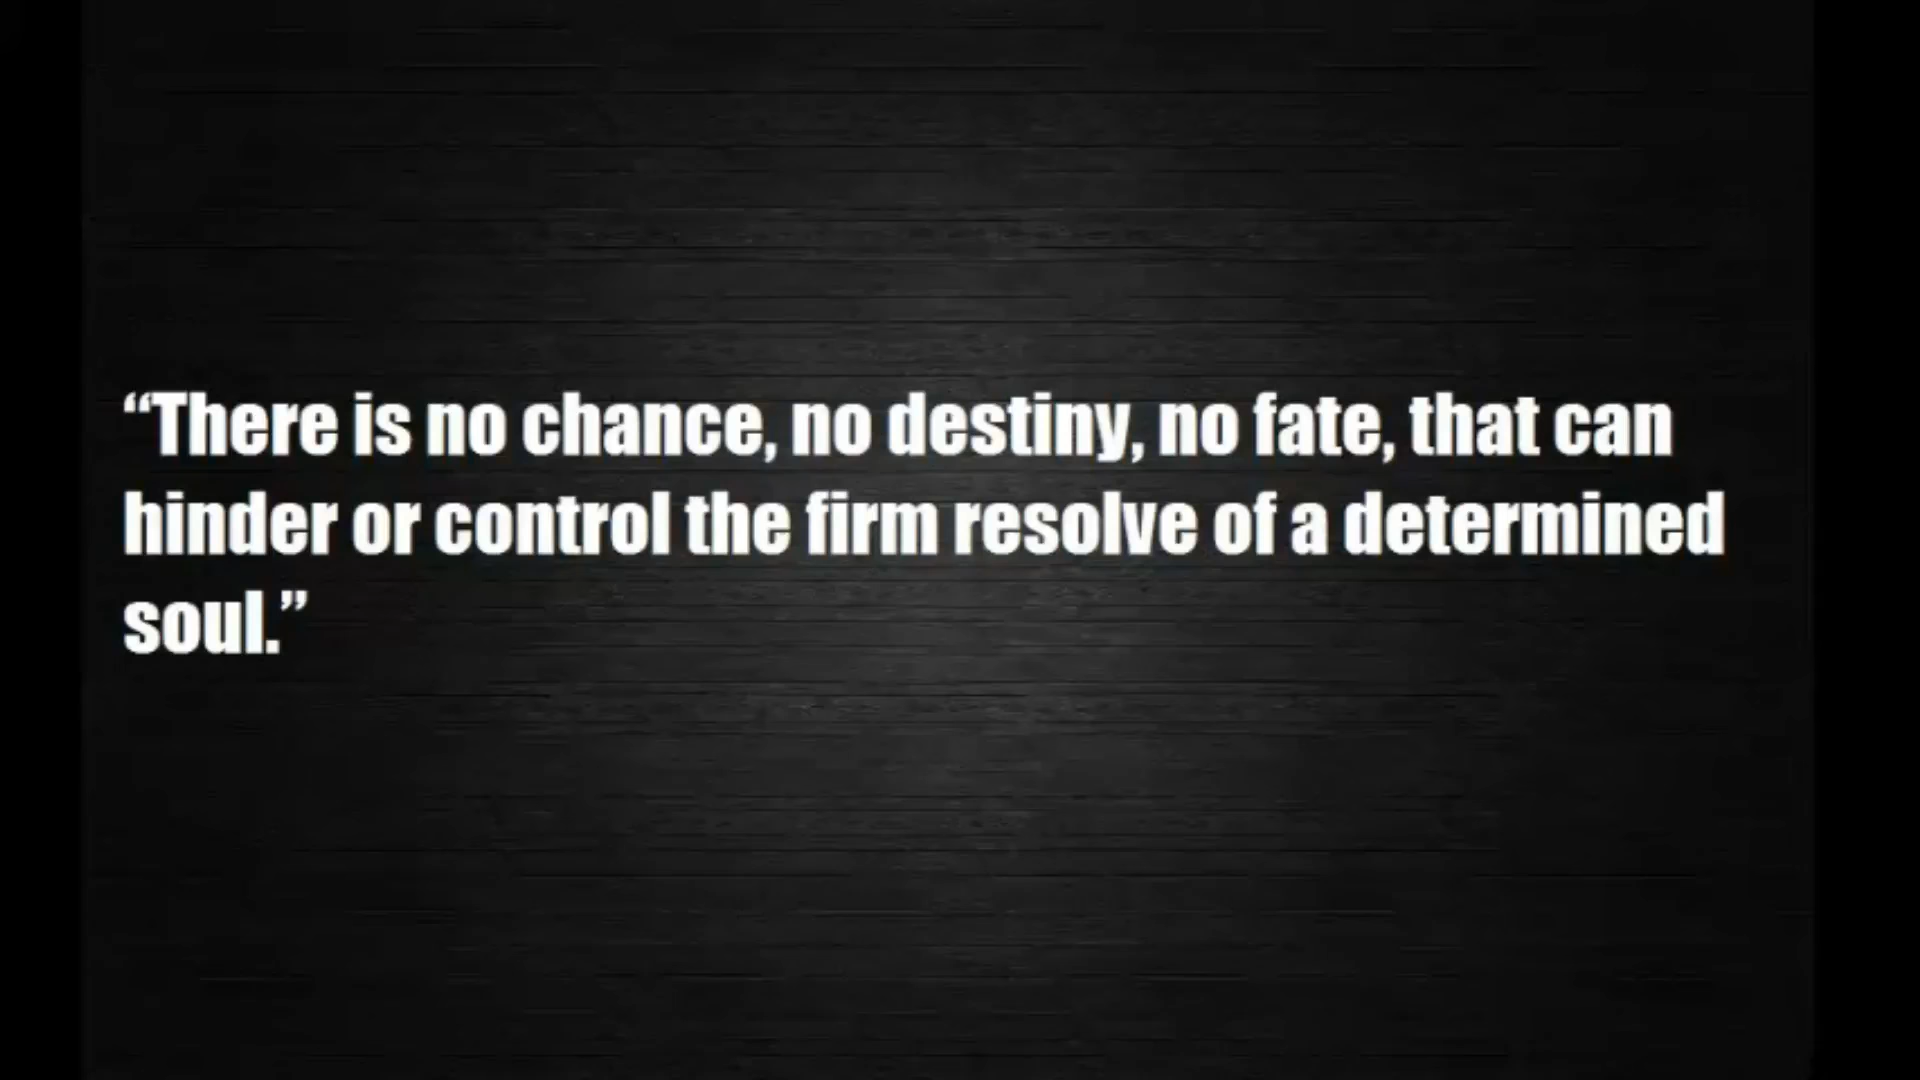 “There is no chance, no destiny, no fate, that can
hinder or control the firm resolve of a determined
soul.”